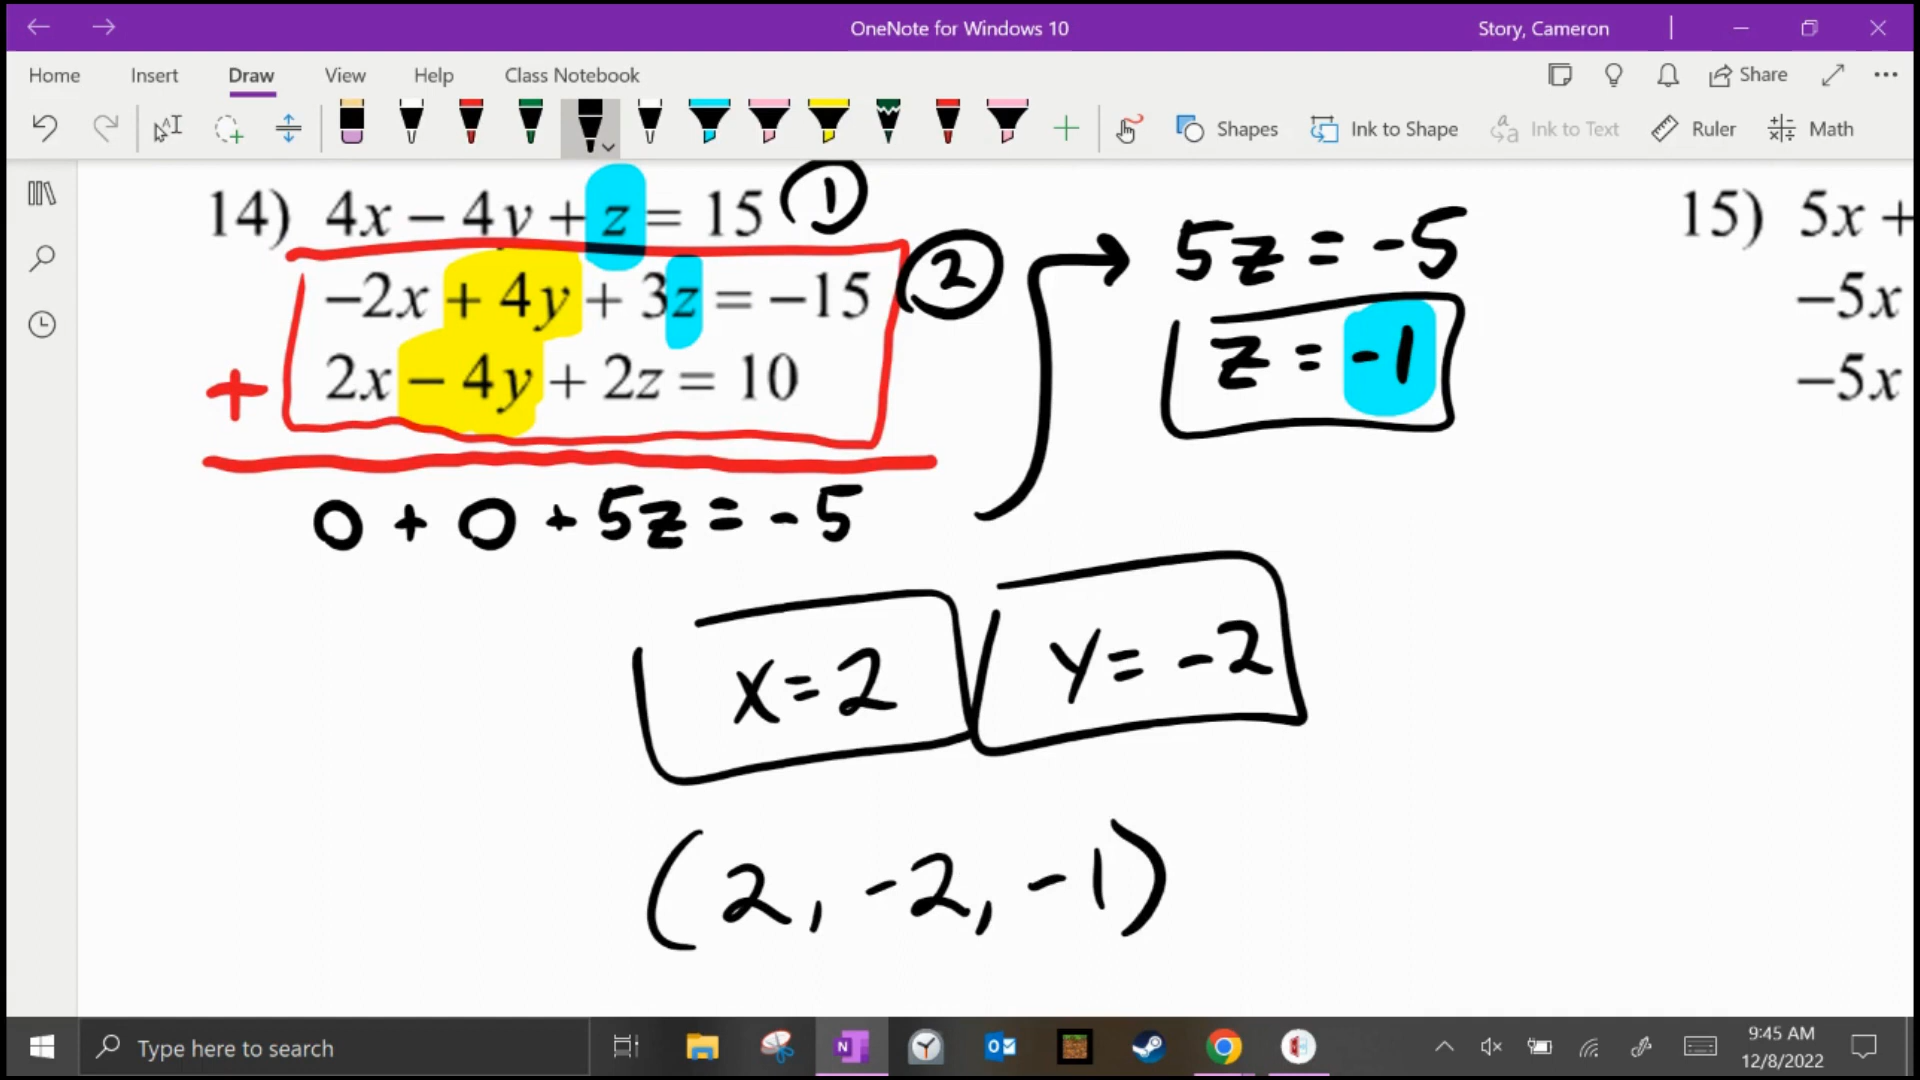 OneNote for Windows 10
Story, Cameron
Home Insert Draw View Help Class Notebook
Share
Shapes Ink to Shape Ink to Text Ruler Math
14) 4x − 4y + z = 15 ①
−2x + 4y + 3z = −15 ②
+ 2x − 4y + 2z = 10
0 + 0 + 5z = -5
5z = -5
z = -1
x = 2
y = -2
(2, -2, -1)
15) 5x +
−5x
−5x
Type here to search
9:45 AM
12/8/2022